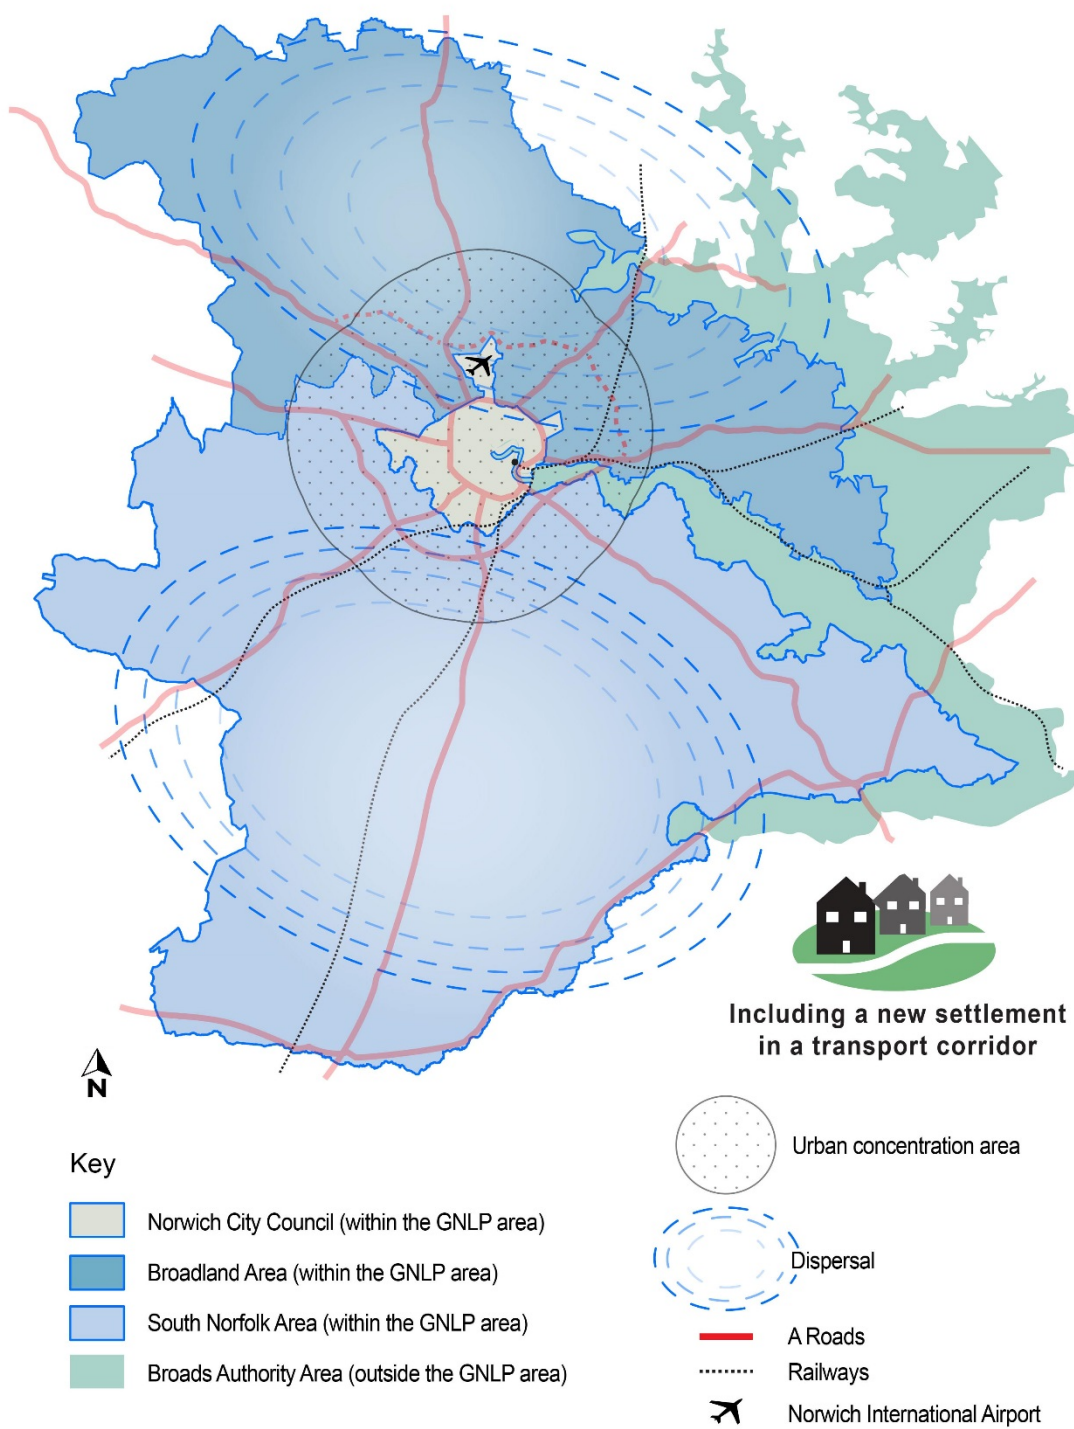 Including a new settlement
in a transport corridor
N
Key
Norwich City Council (within the GNLP area)
Broadland Area (within the GNLP area)
South Norfolk Area (within the GNLP area)
Broads Authority Area (outside the GNLP area)
Urban concentration area
Dispersal
A Roads
Railways
Norwich International Airport